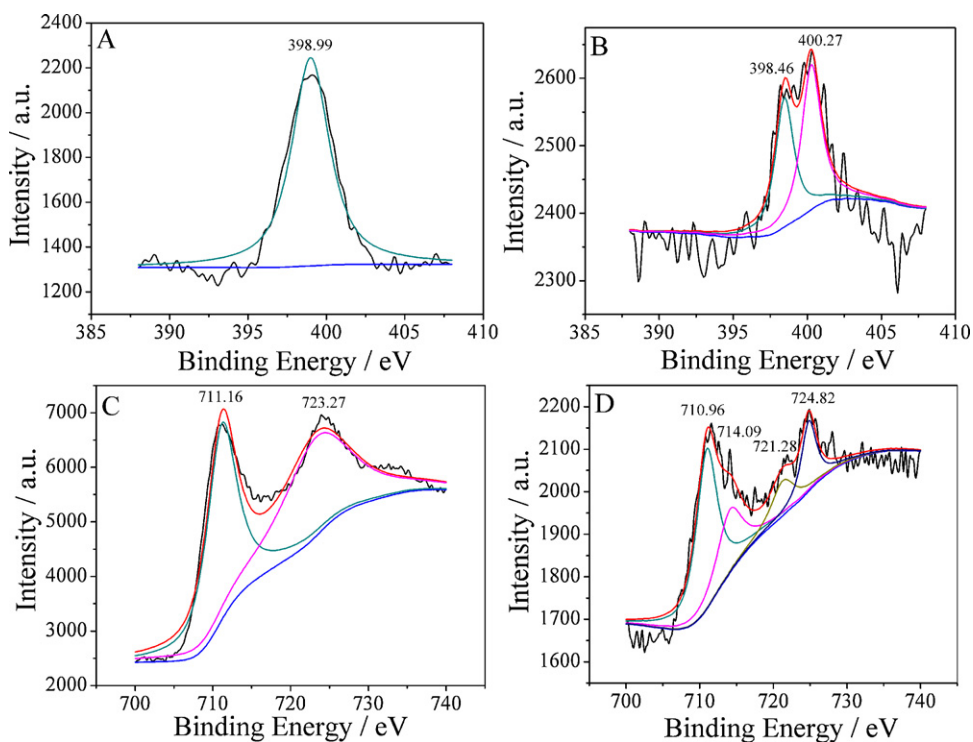 A
398.99
Intensity / a.u.
2400
2200
2000
1800
1600
1400
1200
385 390 395 400 405 410
Binding Energy / eV
B
398.46
400.27
Intensity / a.u.
2600
2500
2400
2300
385 390 395 400 405 410
Binding Energy / eV
C
711.16
723.27
Intensity / a.u.
7000
6000
5000
4000
3000
2000
700 710 720 730 740
Binding Energy / eV
D
710.96
714.09
721.28
724.82
Intensity / a.u.
2200
2100
2000
1900
1800
1700
1600
700 710 720 730 740
Binding Energy / eV